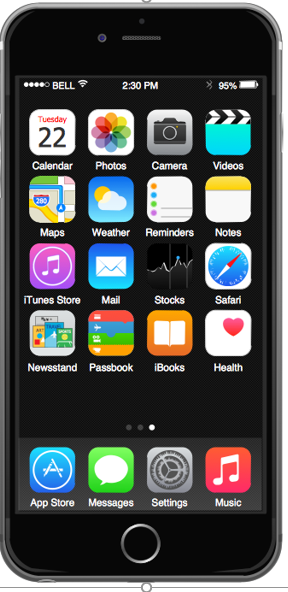 BELL 2:30 PM 95%
Tuesday
22
Calendar Photos Camera Videos
280
Maps Weather Reminders Notes
iTunes Store Mail Stocks Safari
Newsstand Passbook iBooks Health
App Store Messages Settings Music